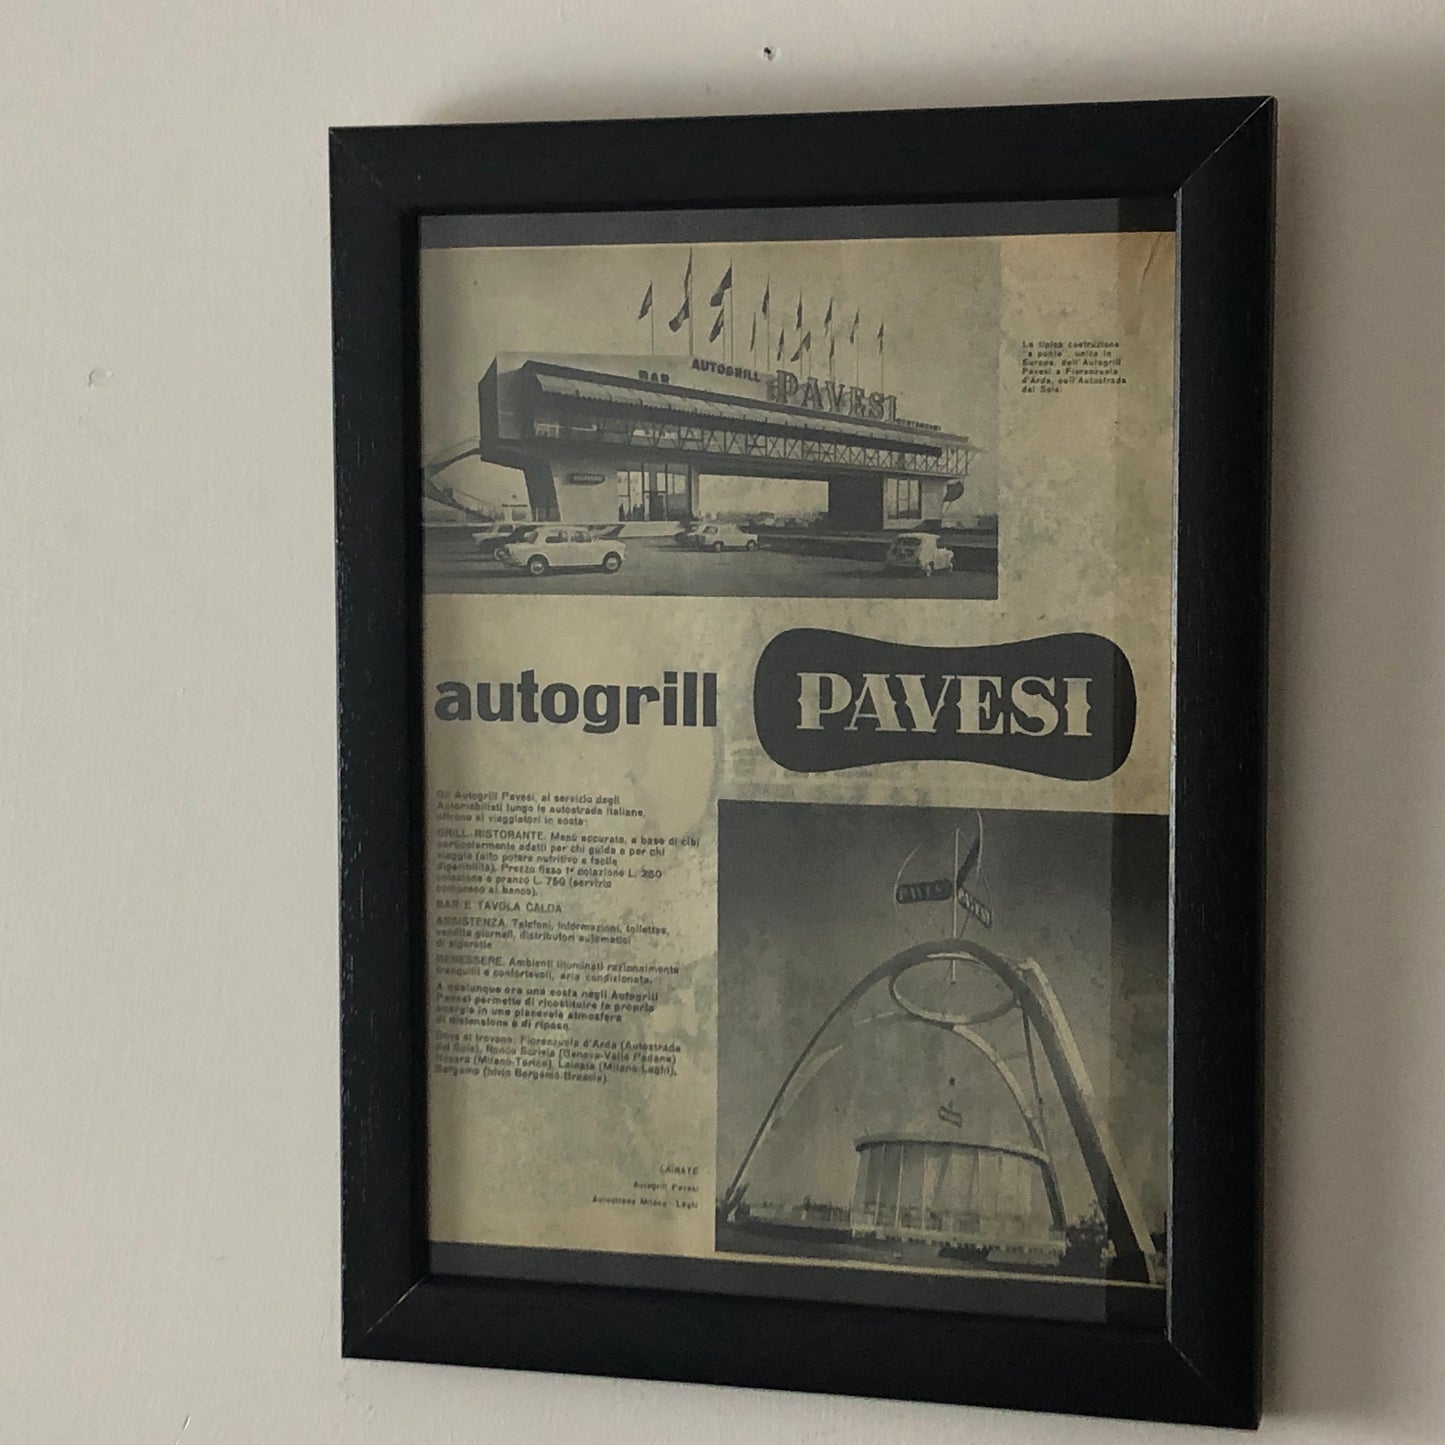 BAR AUTOGRILL PAVESI
La tipica costruzione
"a ponte", unica in
Europa, dell'Autogrill
Pavesi a Fiorenzuola
d'Arda, sull'Autostrada
del Sole.
autogrill PAVESI
Gli Autogrill Pavesi, al servizio degli
Automobilisti lungo le autostrade italiane,
offrono ai viaggiatori in sosta:
GRILL-RISTORANTE. Menù accurato, a base di cibi
particolarmente adatti per chi guida e per chi
viaggia (alto potere nutritivo e facile
digeribilità). Prezzo fisso 1ª colazione L. 250
colazione e pranzo L. 750 (servizio
compreso al banco).
BAR E TAVOLA CALDA
ASSISTENZA. Telefoni, informazioni, toilettes,
vendita giornali, distributori automatici
di sigarette
BENESSERE. Ambienti illuminati razionalmente
tranquilli e confortevoli, aria condizionata.
A qualunque ora una sosta negli Autogrill
Pavesi permette di ricostituire le proprie
energie in una piacevole atmosfera
di distensione e di riposo.
Dove si trovano: Fiorenzuola d'Arda (Autostrada
del Sole), Ronco Scrivia (Genova-Valle Padana)
Novara (Milano-Torino), Lainate (Milano-Laghi),
Bergamo (bivio Bergamo-Brescia).
PAVESI PAVESI
LAINATE
Autogrill Pavesi
Autostrada Milano - Laghi